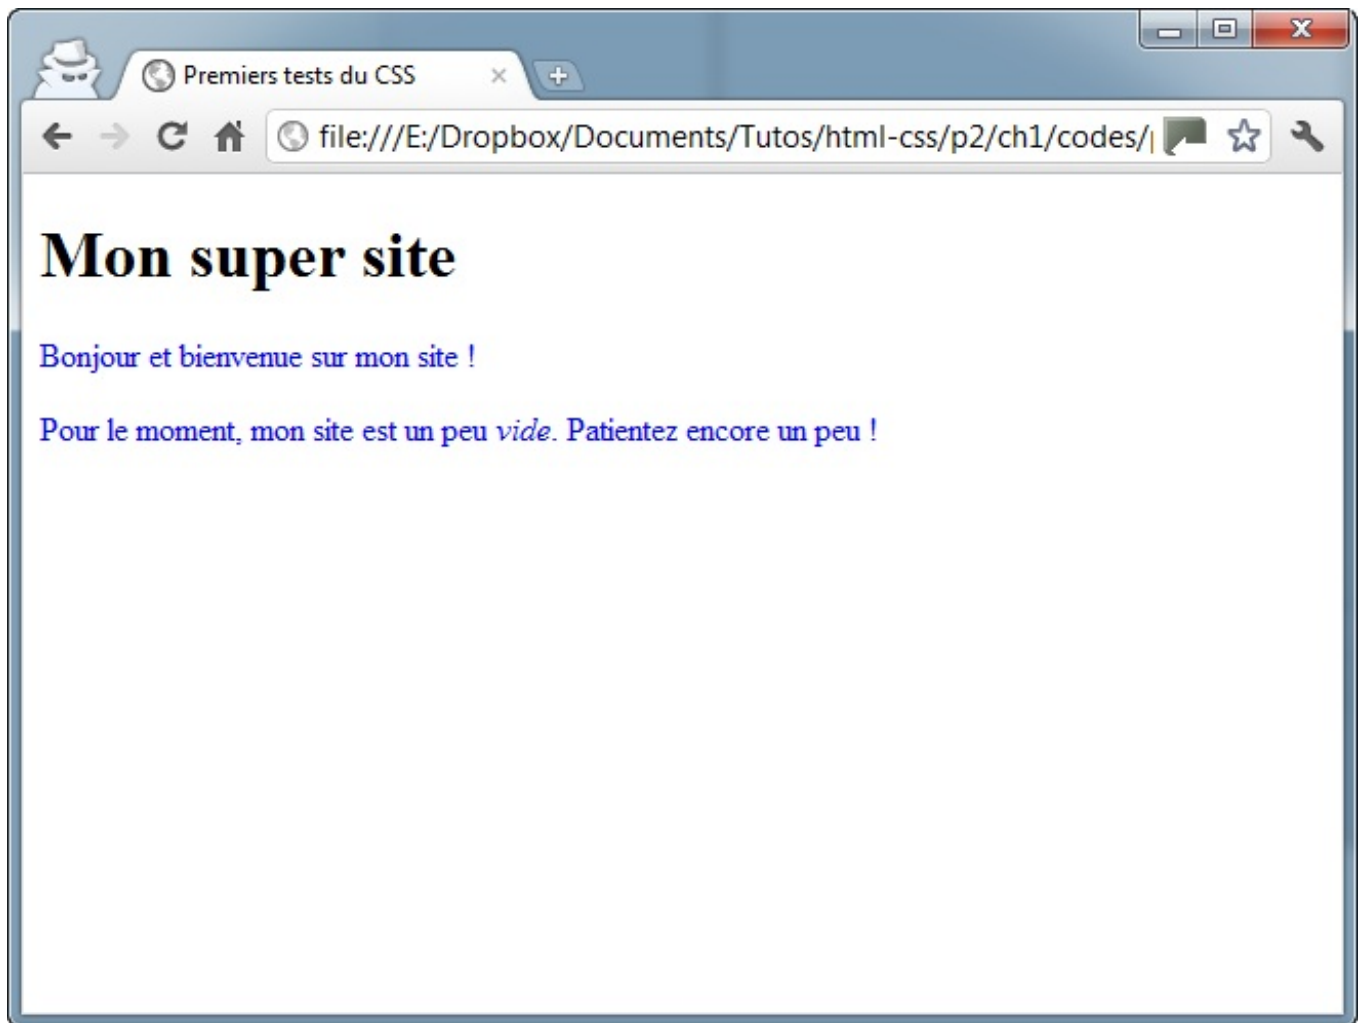 Premiers tests du CSS
file:///E:/Dropbox/Documents/Tutos/html-css/p2/ch1/codes/
Mon super site
Bonjour et bienvenue sur mon site !
Pour le moment, mon site est un peu vide. Patientez encore un peu !